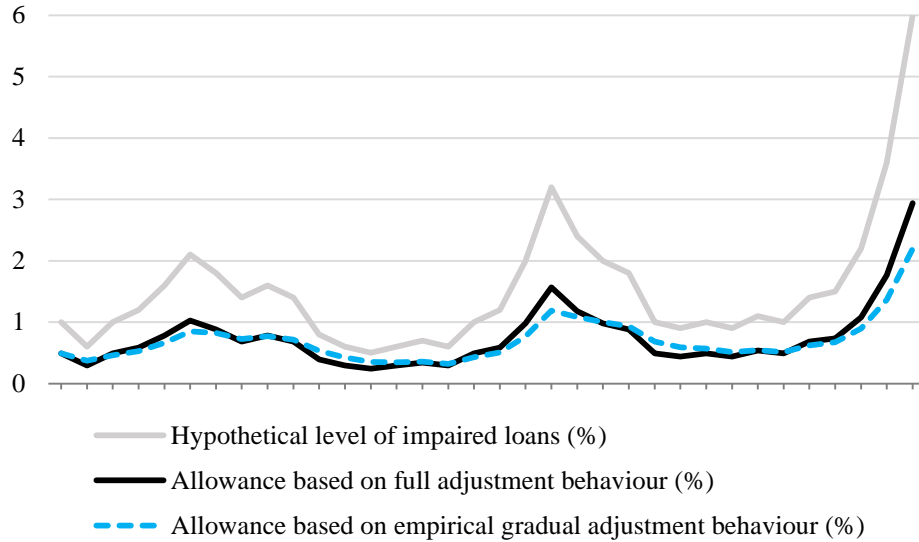 6
5
4
3
2
1
0
Hypothetical level of impaired loans (%)
Allowance based on full adjustment behaviour (%)
Allowance based on empirical gradual adjustment behaviour (%)